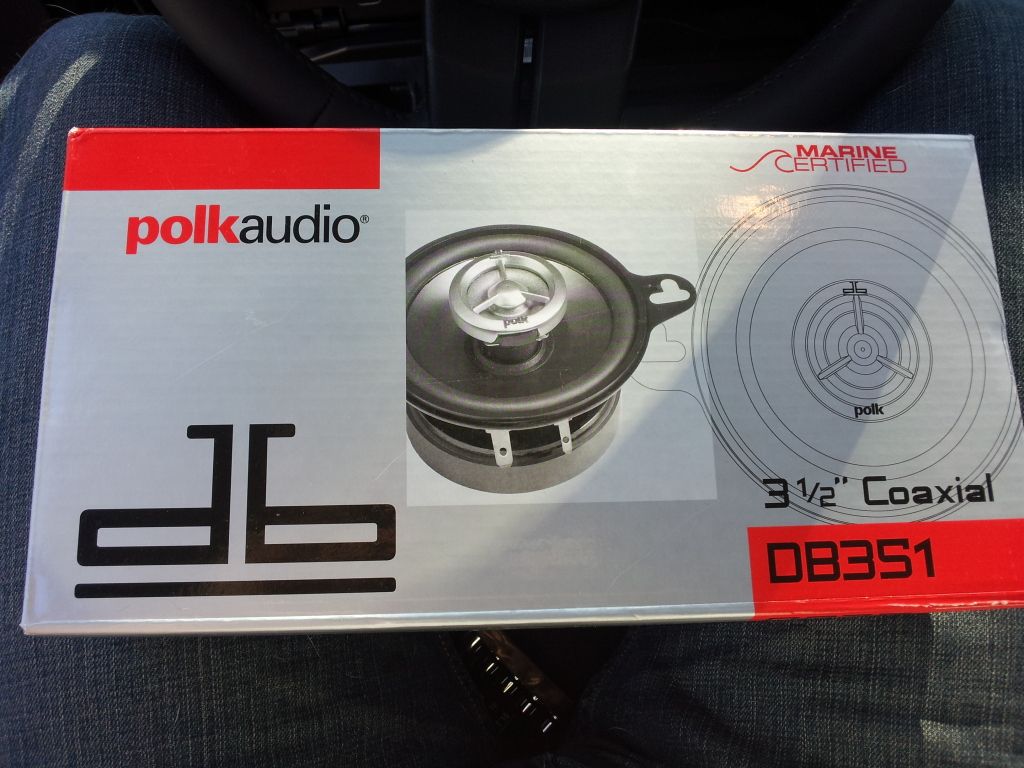 MARINE
CERTIFIED
polkaudio®
polk
polk
db
3 1/2" Coaxial
DB351